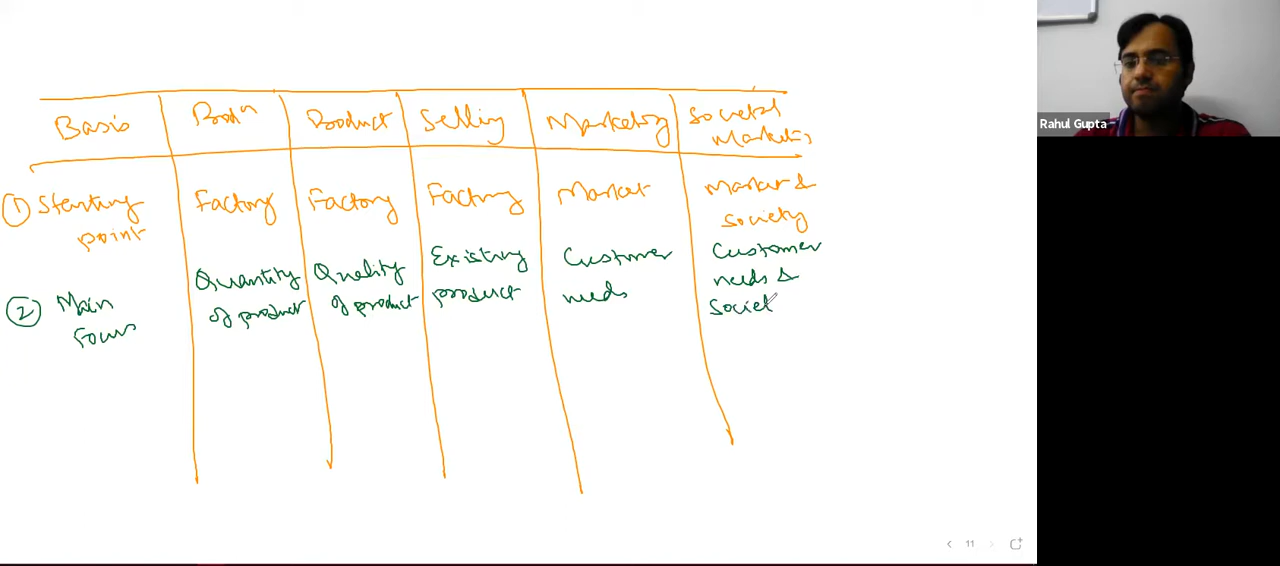 Basis
Prodn
Product
Selling
Marketing
Societal
Marketing
① Starting
point
Factory
Factory
Factory
Market
Market &
society
② Main
Focus
Quantity
of product
Quality
of product
Existing
product
Customer
needs
Customer
needs &
Societ
Rahul Gupta
11